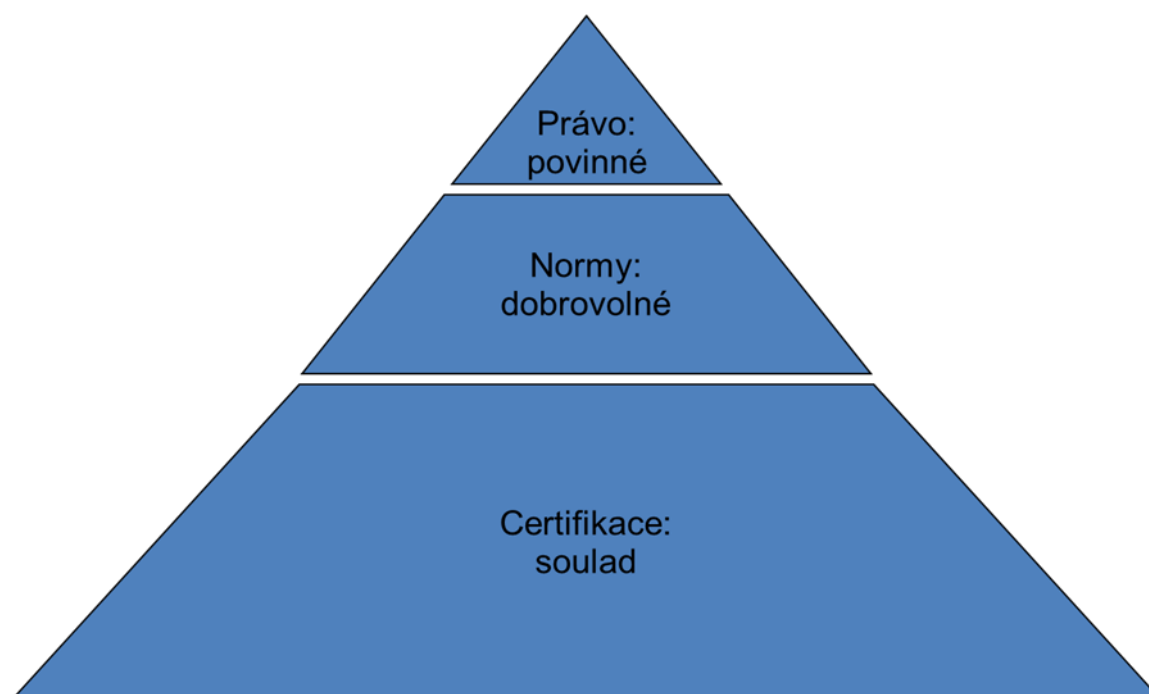 Právo:
povinné
Normy:
dobrovolné
Certifikace:
soulad